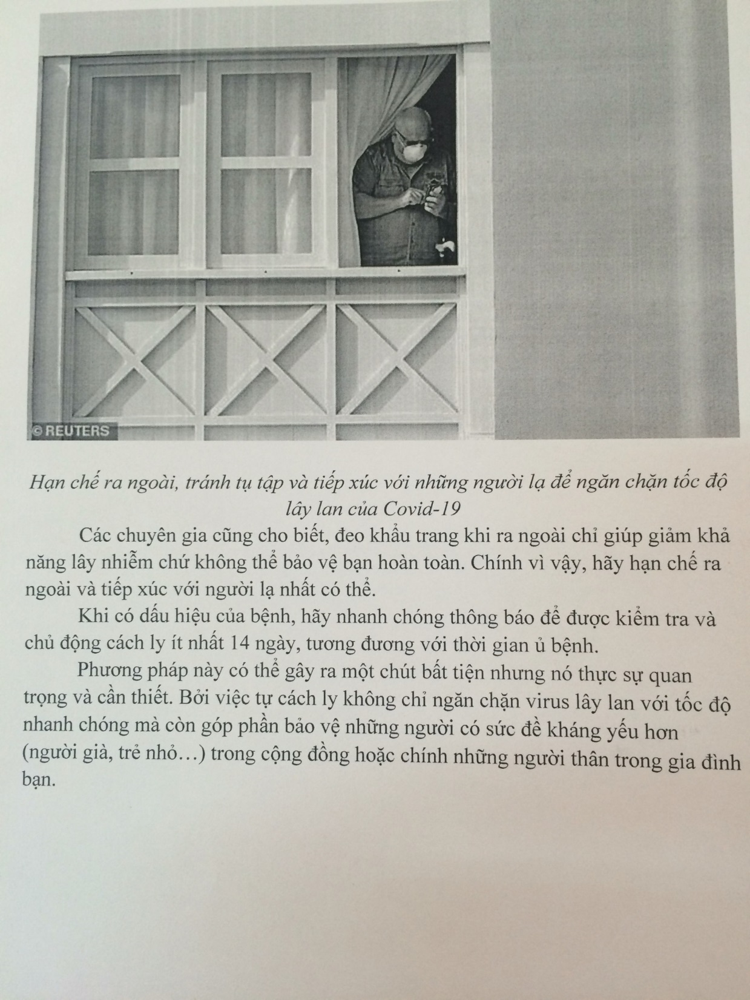 © REUTERS
Hạn chế ra ngoài, tránh tụ tập và tiếp xúc với những người lạ để ngăn chặn tốc độ
lây lan của Covid-19
Các chuyên gia cũng cho biết, đeo khẩu trang khi ra ngoài chỉ giúp giảm khả
năng lây nhiễm chứ không thể bảo vệ bạn hoàn toàn. Chính vì vậy, hãy hạn chế ra
ngoài và tiếp xúc với người lạ nhất có thể.
Khi có dấu hiệu của bệnh, hãy nhanh chóng thông báo để được kiểm tra và
chủ động cách ly ít nhất 14 ngày, tương đương với thời gian ủ bệnh.
Phương pháp này có thể gây ra một chút bất tiện nhưng nó thực sự quan
trọng và cần thiết. Bởi việc tự cách ly không chỉ ngăn chặn virus lây lan với tốc độ
nhanh chóng mà còn góp phần bảo vệ những người có sức đề kháng yếu hơn
(người già, trẻ nhỏ…) trong cộng đồng hoặc chính những người thân trong gia đình
bạn.